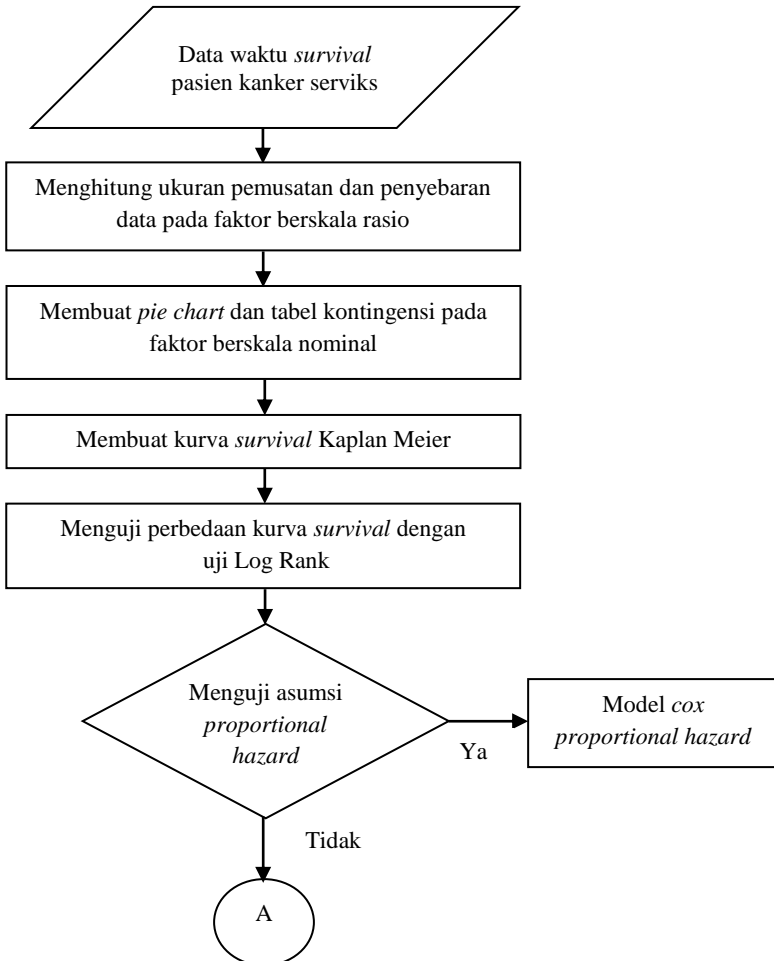 Data waktu survival
pasien kanker serviks
Menghitung ukuran pemusatan dan penyebaran
data pada faktor berskala rasio
Membuat pie chart dan tabel kontingensi pada
faktor berskala nominal
Membuat kurva survival Kaplan Meier
Menguji perbedaan kurva survival dengan
uji Log Rank
Menguji asumsi
proportional
hazard
Ya
Model cox
proportional hazard
Tidak
A